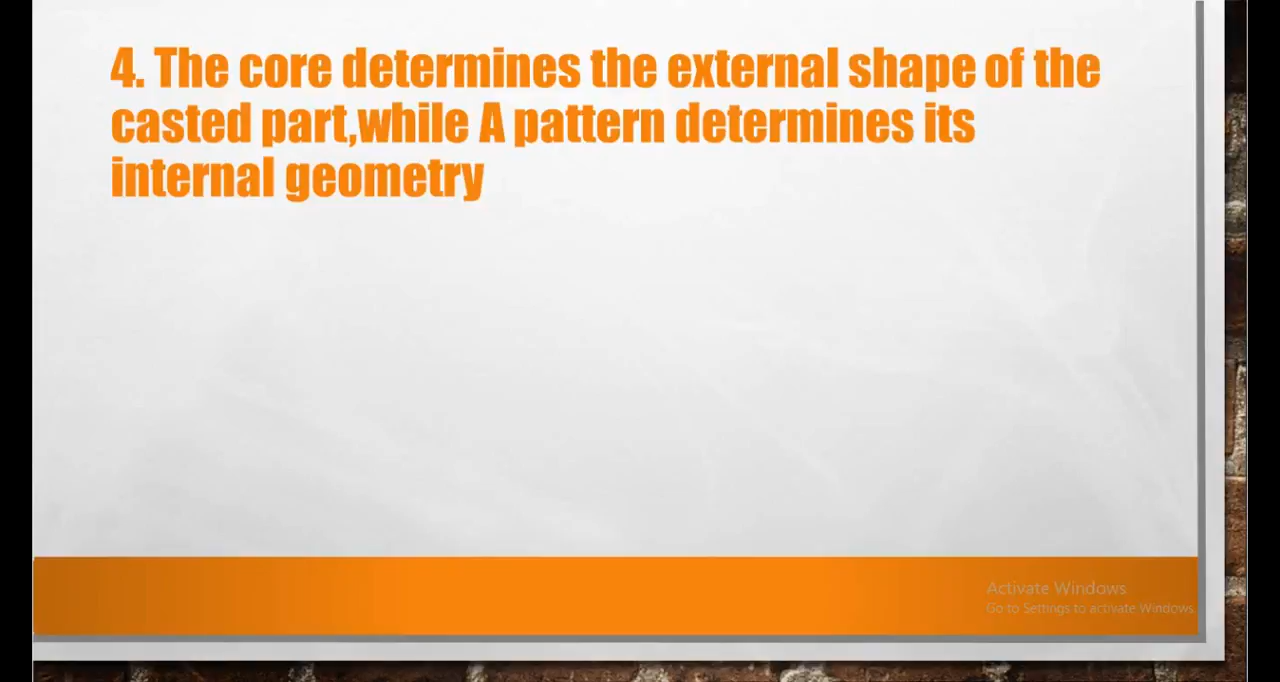 4. The core determines the external shape of the
casted part,while A pattern determines its
internal geometry
Activate Windows
Go to Settings to activate Windows.